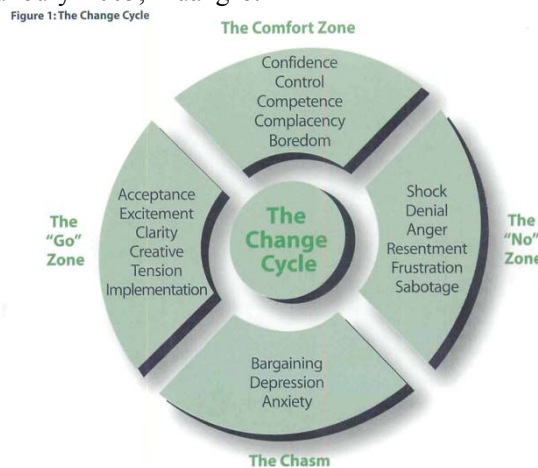 Figure 1: The Change Cycle
The Comfort Zone
Confidence
Control
Competence
Complacency
Boredom
Shock
Denial
Anger
Resentment
Frustration
Sabotage
The
"No"
Zone
Bargaining
Depression
Anxiety
The Chasm
Acceptance
Excitement
Clarity
Creative
Tension
Implementation
The
"Go"
Zone
The
Change
Cycle